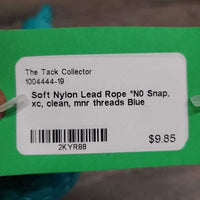 The Tack Collector
1004444-19
Soft Nylon Lead Rope *N0 Snap,
xc, clean, mnr threads Blue
$9.85
2KYR88